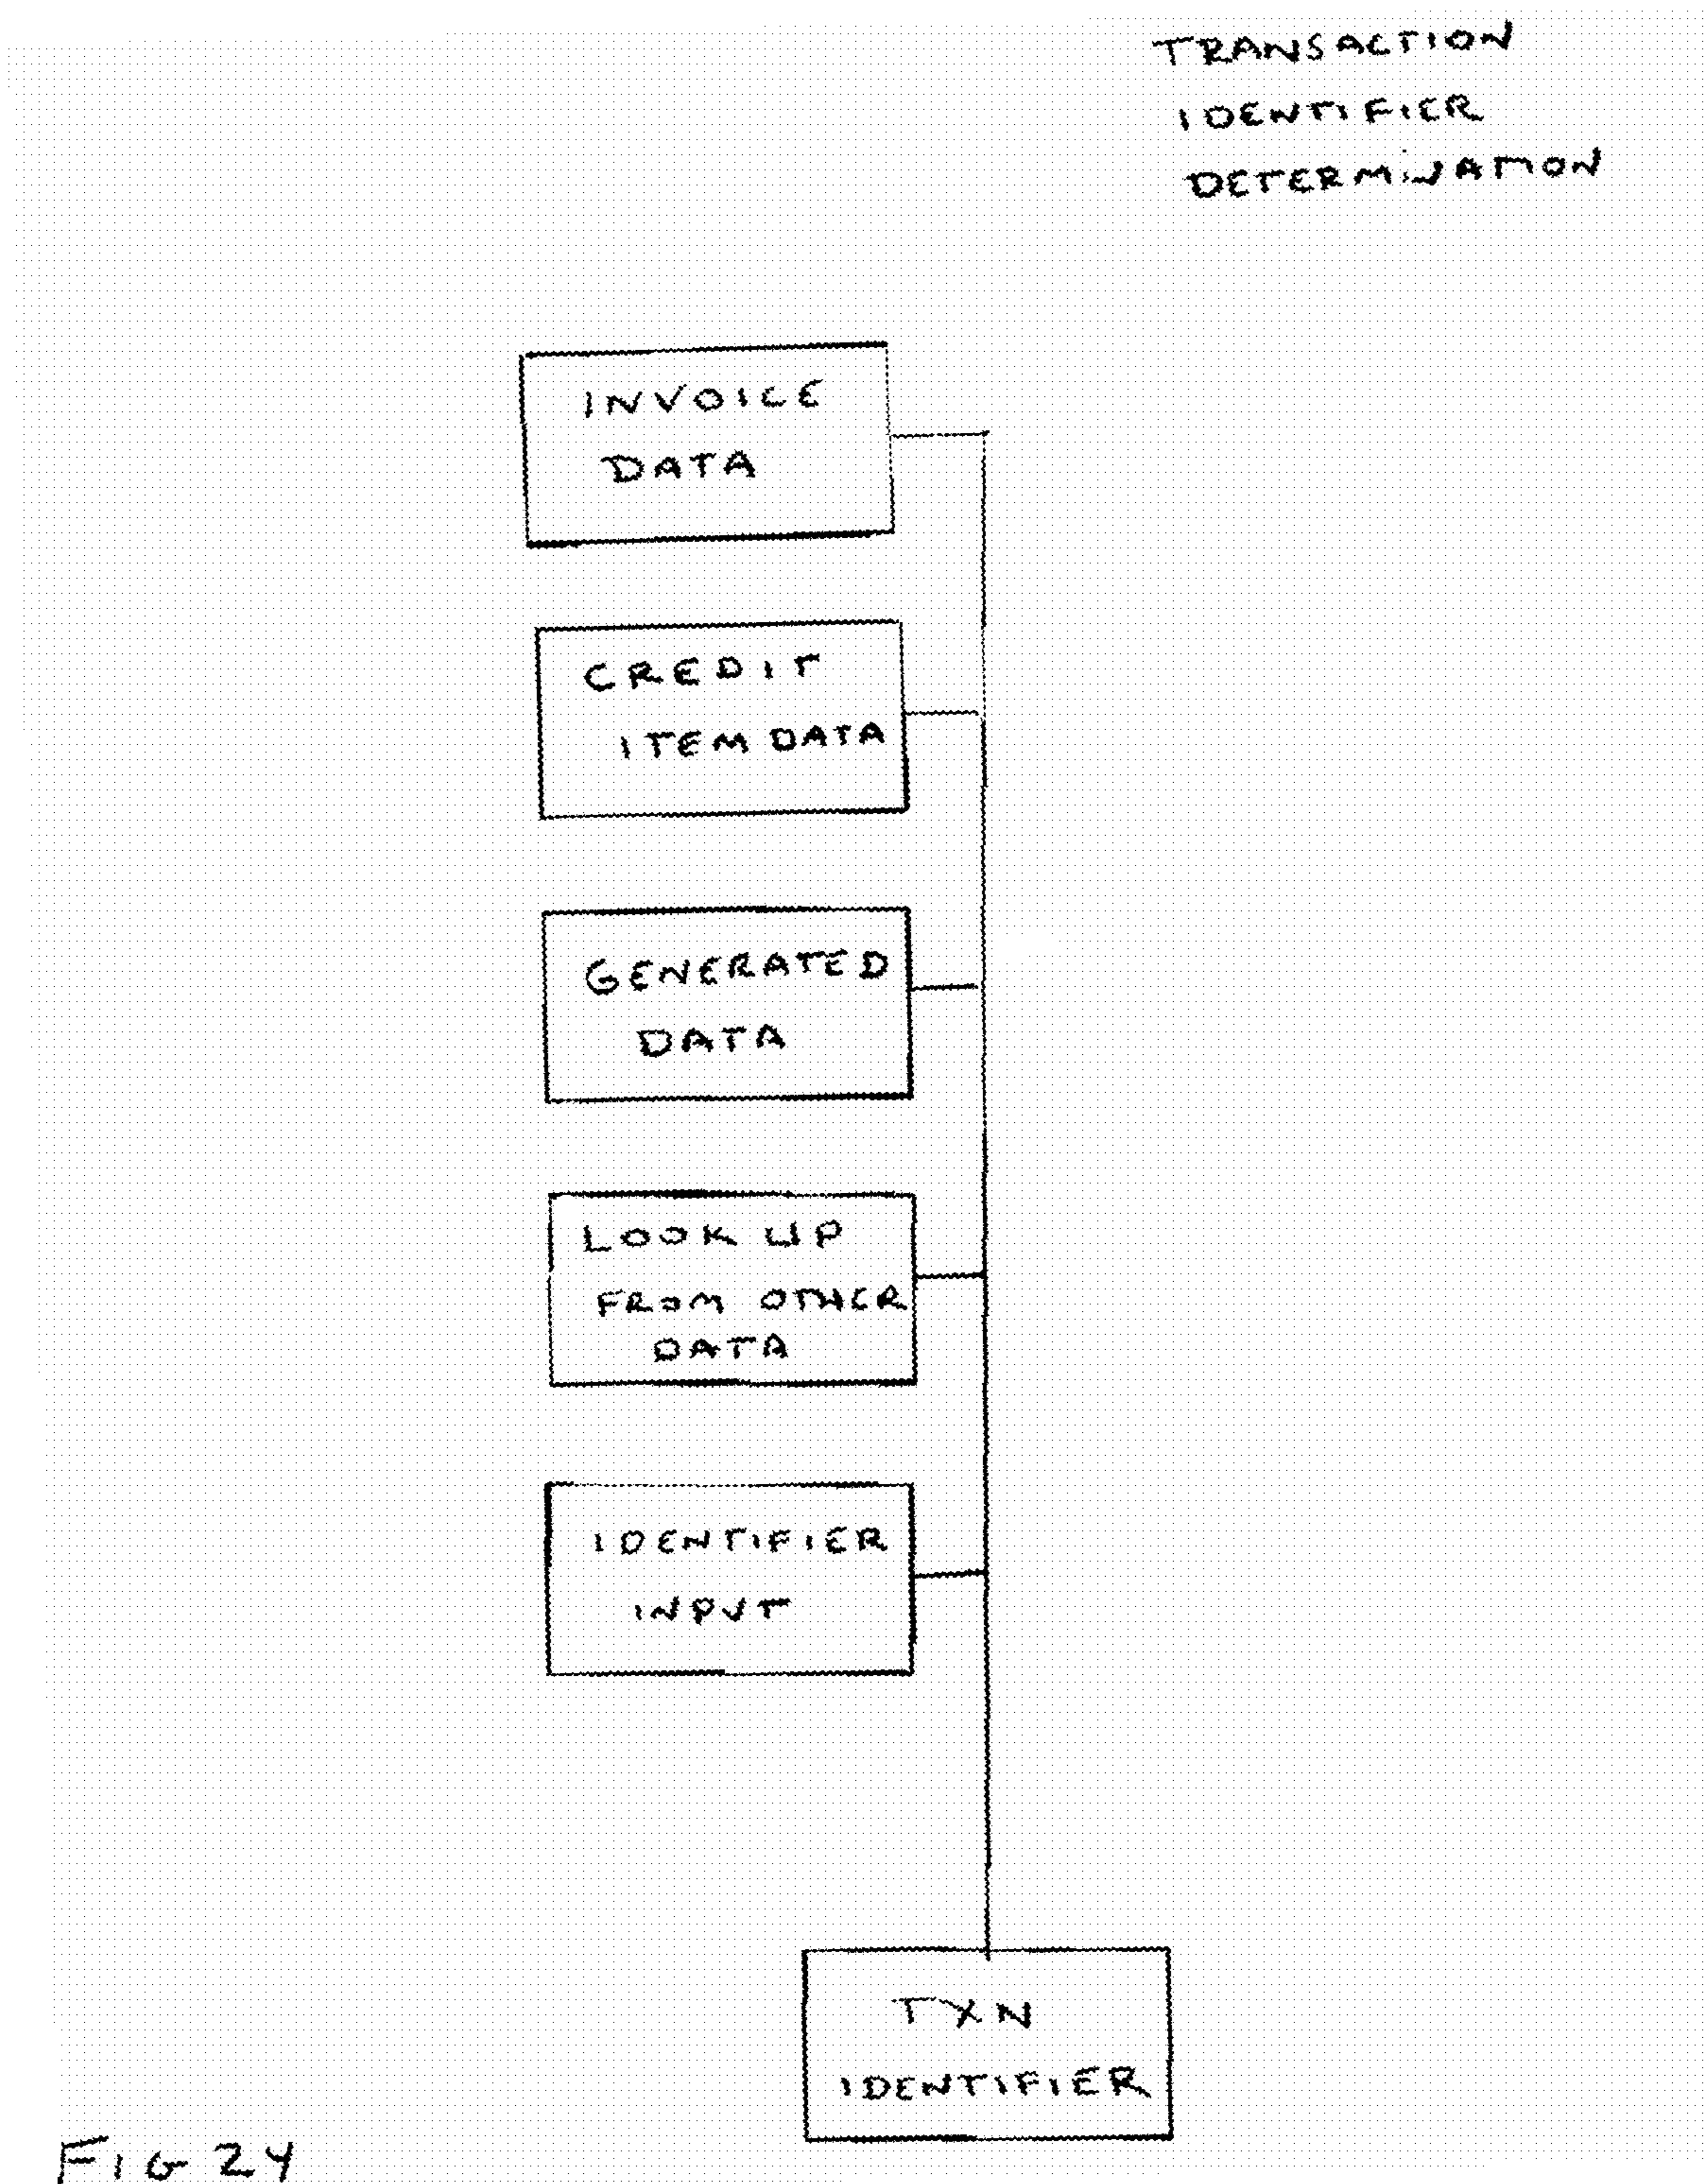 TRANSACTION
IDENTIFIER
DETERMINATION
INVOICE
DATA
CREDIT
ITEM DATA
GENERATED
DATA
LOOK UP
FROM OTHER
DATA
IDENTIFIER
INPUT
TXN
IDENTIFIER
FIG 24